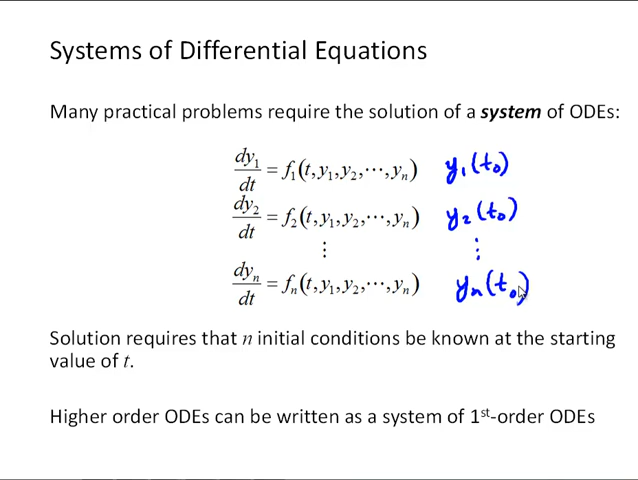 Systems of Differential Equations
Many practical problems require the solution of a system of ODEs:
dy₁/dt = f₁(t,y₁,y₂,⋯,yₙ) y₁(t₀)
dy₂/dt = f₂(t,y₁,y₂,⋯,yₙ) y₂(t₀)
⋮ ⋮
dyₙ/dt = fₙ(t,y₁,y₂,⋯,yₙ) yₙ(t₀)
Solution requires that n initial conditions be known at the starting
value of t.
Higher order ODEs can be written as a system of 1ˢᵗ-order ODEs